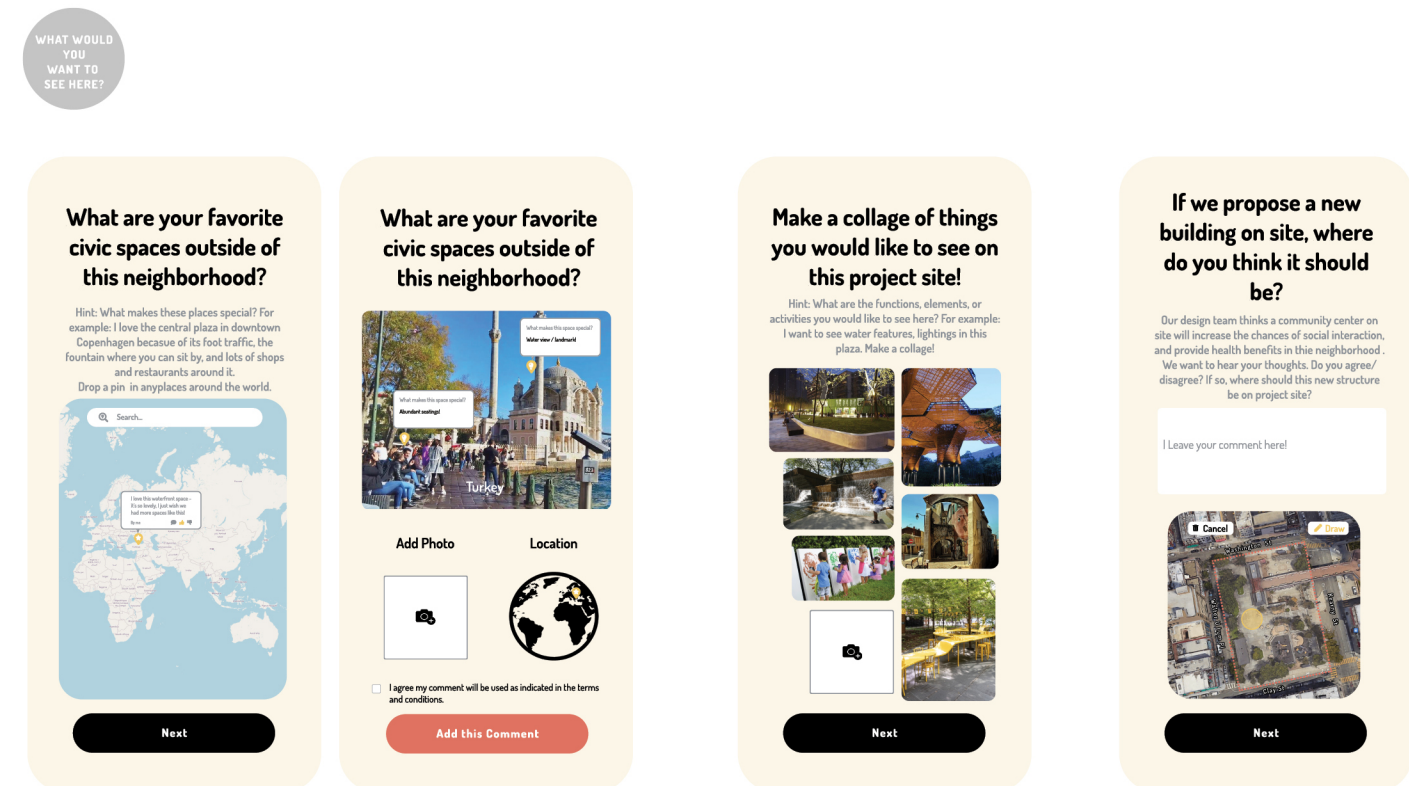 WHAT WOULD
YOU
WANT TO
SEE HERE?
What are your favorite
civic spaces outside of
this neighborhood?
Hint: What makes these places special? For
example: I love the central plaza in downtown
Copenhagen becasue of its foot traffic, the
fountain where you can sit by, and lots of shops
and restaurants around it.
Drop a pin in anyplaces around the world.
Search...
I love this waterfront space -
it's so lovely, I just wish we
had more spaces like this!
Next
What are your favorite
civic spaces outside of
this neighborhood?
What makes this space special?
Water view / landmark!
What makes this space special?
Abundant seatings!
Turkey
Add Photo
Location
I agree my comment will be used as indicated in the terms
and conditions.
Add this Comment
Make a collage of things
you would like to see on
this project site!
Hint: What are the functions, elements, or
activities you would like to see here? For example:
I want to see water features, lightings in this
plaza. Make a collage!
Next
If we propose a new
building on site, where
do you think it should
be?
Our design team thinks a community center on
site will increase the chances of social interaction,
and provide health benefits in thie neighborhood .
We want to hear your thoughts. Do you agree/
disagree? If so, where should this new structure
be on project site?
I Leave your comment here!
Cancel
Draw
Washington St
Kearny St
Clay St
Next